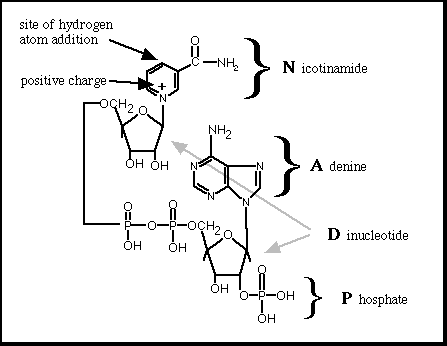 site of hydrogen
atom addition
O
C
NH₂
N icotinamide
positive charge
+
N
OCH₂
O
OH OH
NH₂
N
N
N
N
A denine
O O
P O P OCH₂
OH OH
O
D inucleotide
OH
O
O P OH
OH
P hosphate